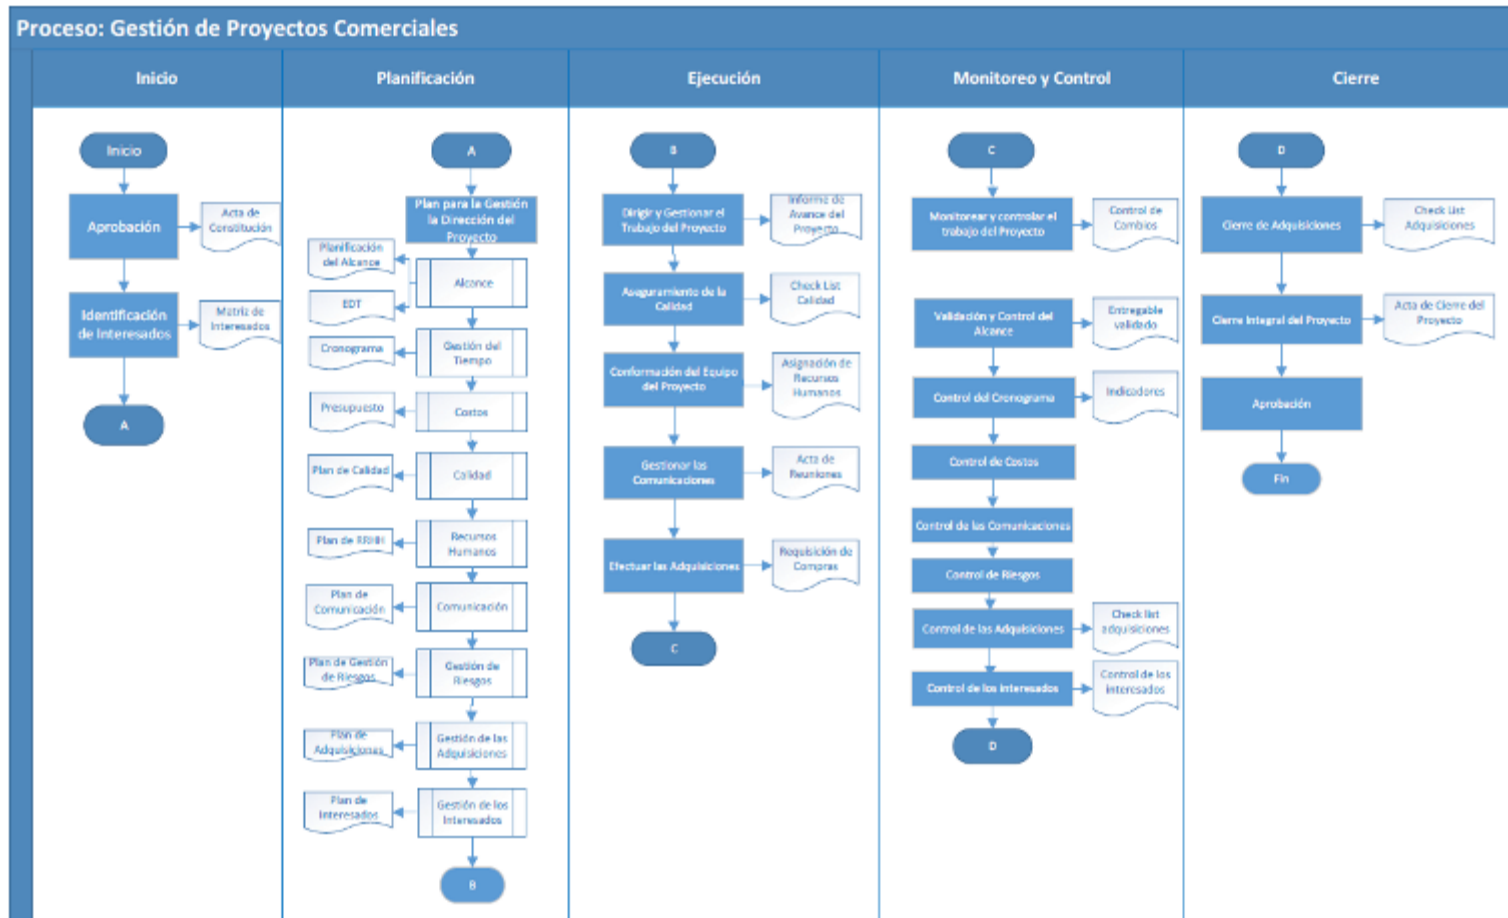 Proceso: Gestión de Proyectos Comerciales
Inicio
Planificación
Ejecución
Monitoreo y Control
Cierre
Inicio
Aprobación
Acta de
Constitución
Identificación
de Interesados
Matriz de
Interesados
A
A
Plan para la Gestión
la Dirección del
Proyecto
Planificación
del Alcance
EDT
Alcance
Cronograma
Gestión del
Tiempo
Presupuesto
Costos
Plan de Calidad
Calidad
Plan de RRHH
Recursos
Humanos
Plan de
Comunicación
Comunicación
Plan de Gestión
de Riesgos
Gestión de
Riesgos
Plan de
Adquisiciones
Gestión de las
Adquisiciones
Plan de
Interesados
Gestión de los
Interesados
B
B
Dirigir y Gestionar el
Trabajo del Proyecto
Informe de
Avance del
Proyecto
Aseguramiento de la
Calidad
Check List
Calidad
Conformación del Equipo
del Proyecto
Asignación de
Recursos
Humanos
Gestionar las
Comunicaciones
Acta de
Reuniones
Efectuar las Adquisiciones
Requisición de
Compras
C
C
Monitorear y controlar el
trabajo del Proyecto
Control de
Cambios
Validación y Control del
Alcance
Entregable
validado
Control del Cronograma
Indicadores
Control de Costos
Control de las Comunicaciones
Control de Riesgos
Control de las Adquisiciones
Check list
adquisiciones
Control de los Interesados
Control de los
interesados
D
D
Cierre de Adquisiciones
Check List
Adquisiciones
Cierre Integral del Proyecto
Acta de Cierre del
Proyecto
Aprobación
Fin